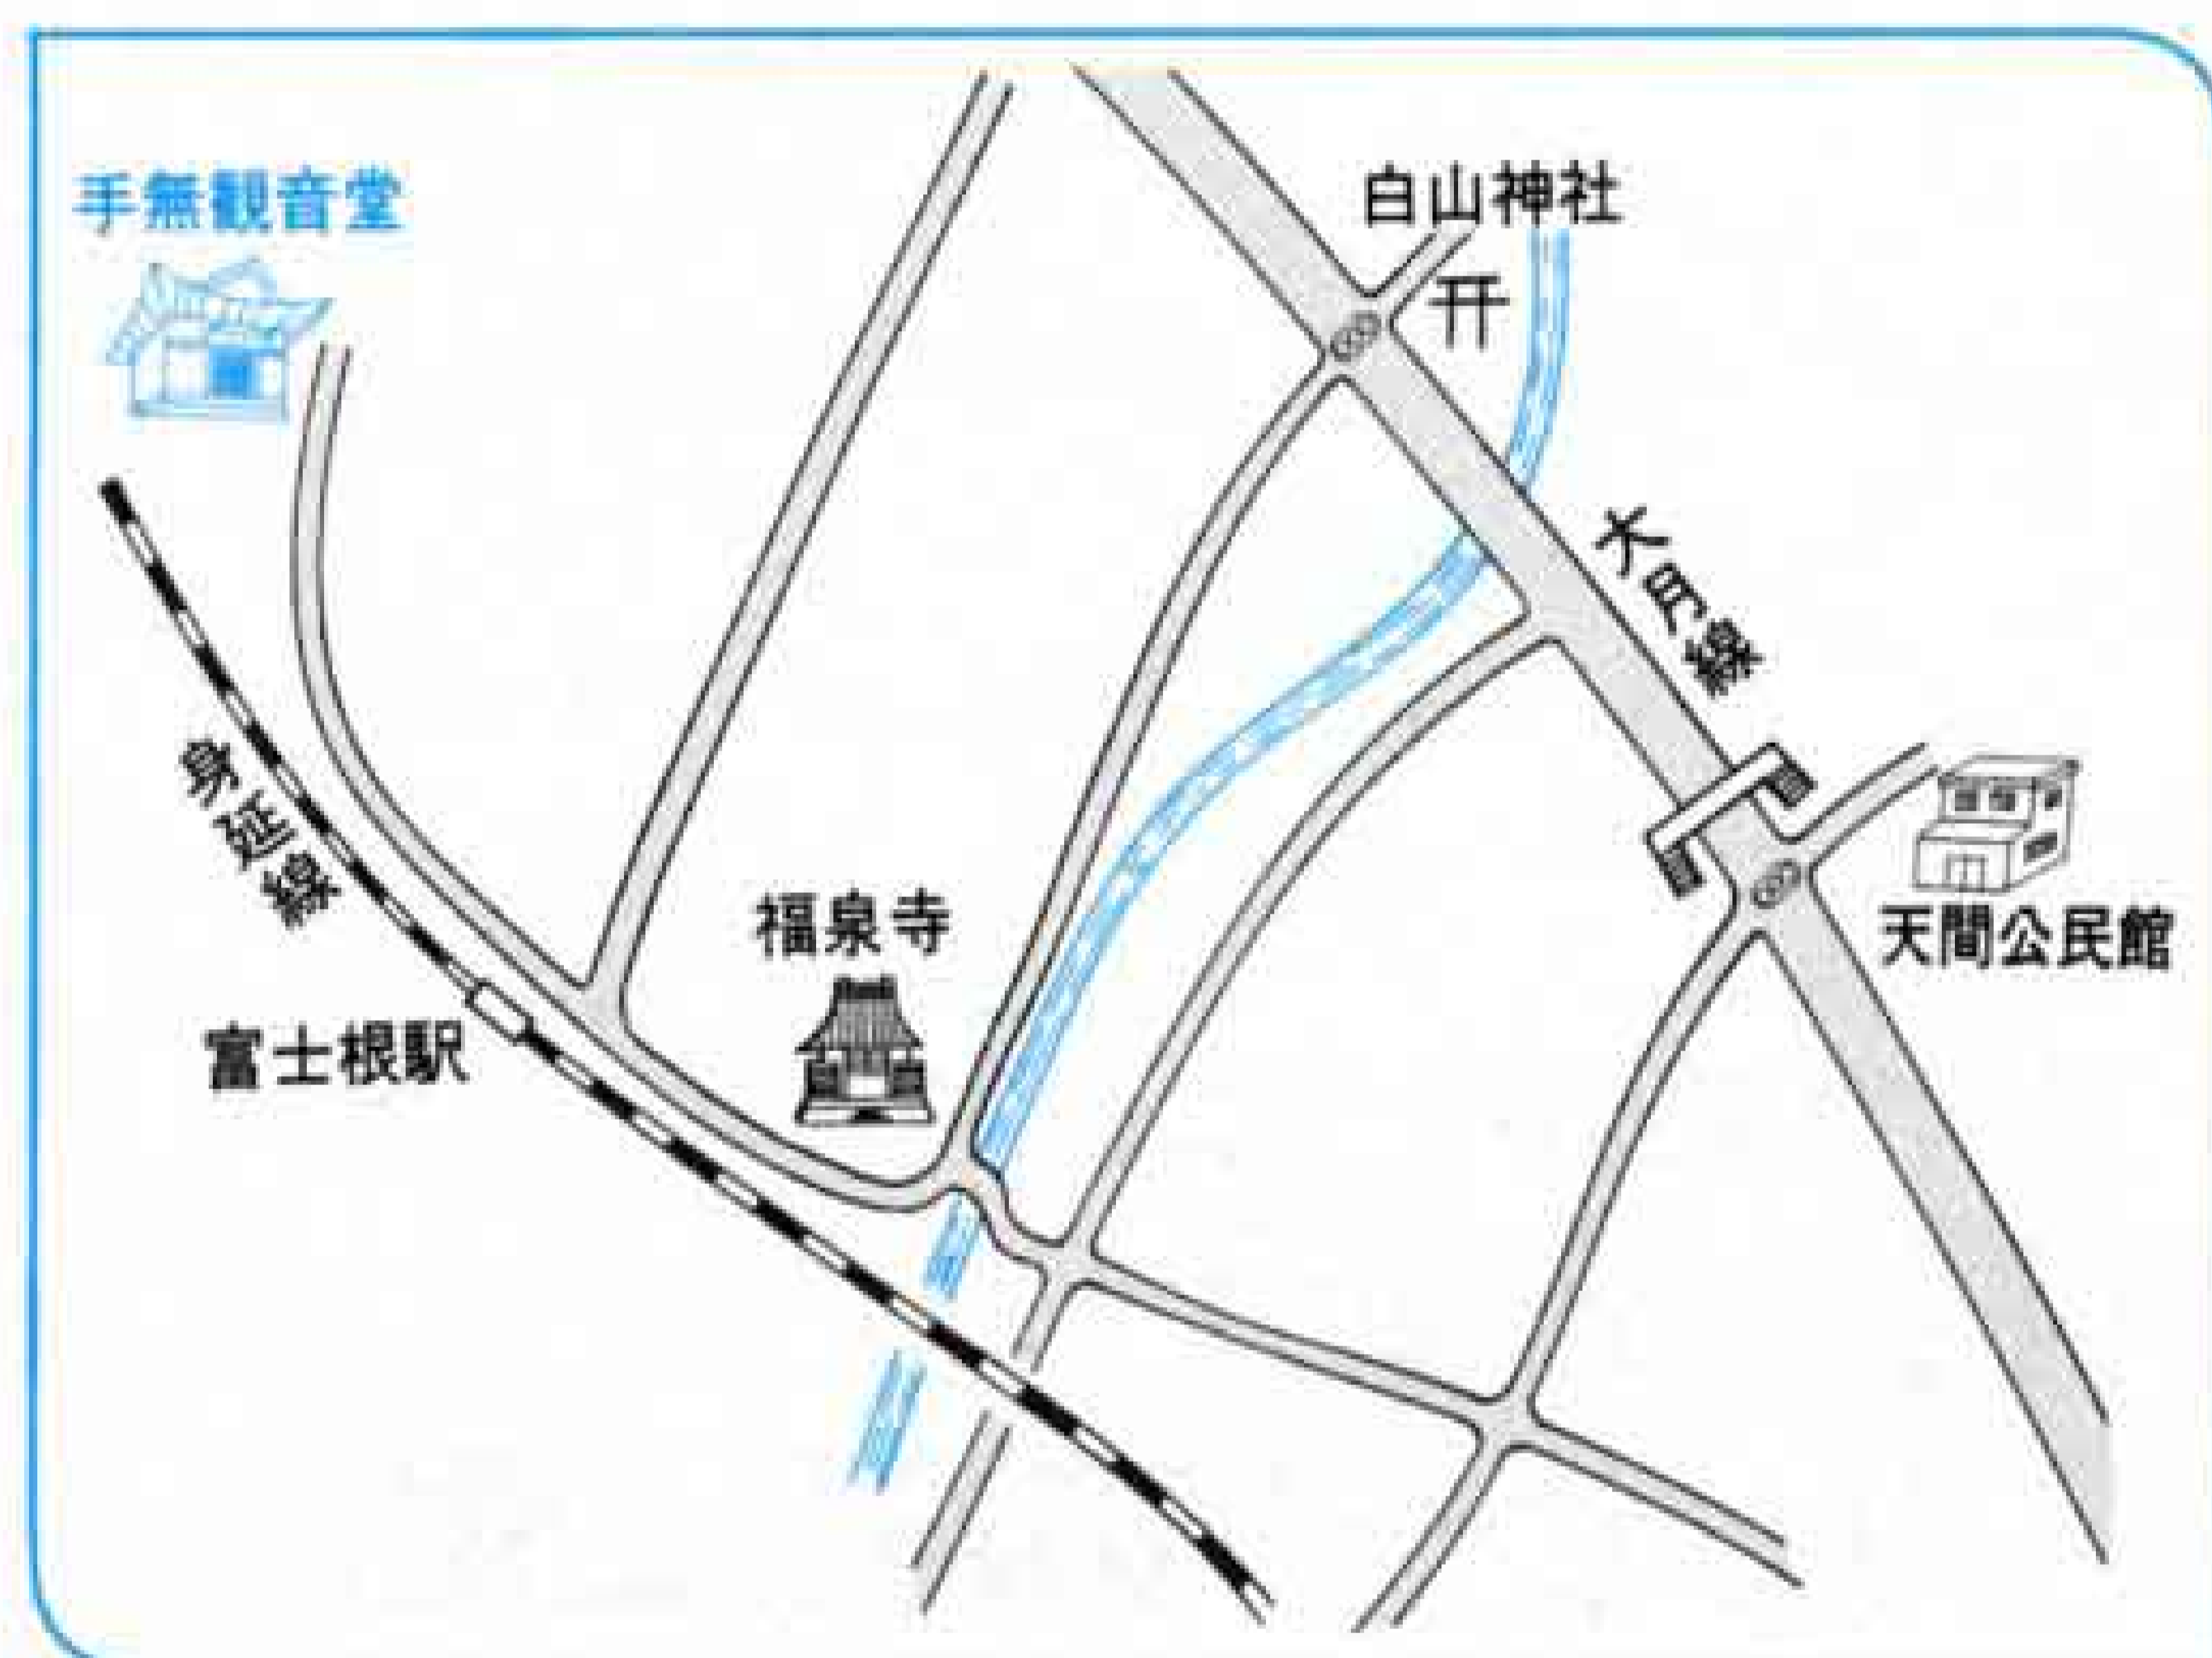 手無観音堂
白山神社
大月線
身延線
福泉寺
天間公民館
富士根駅